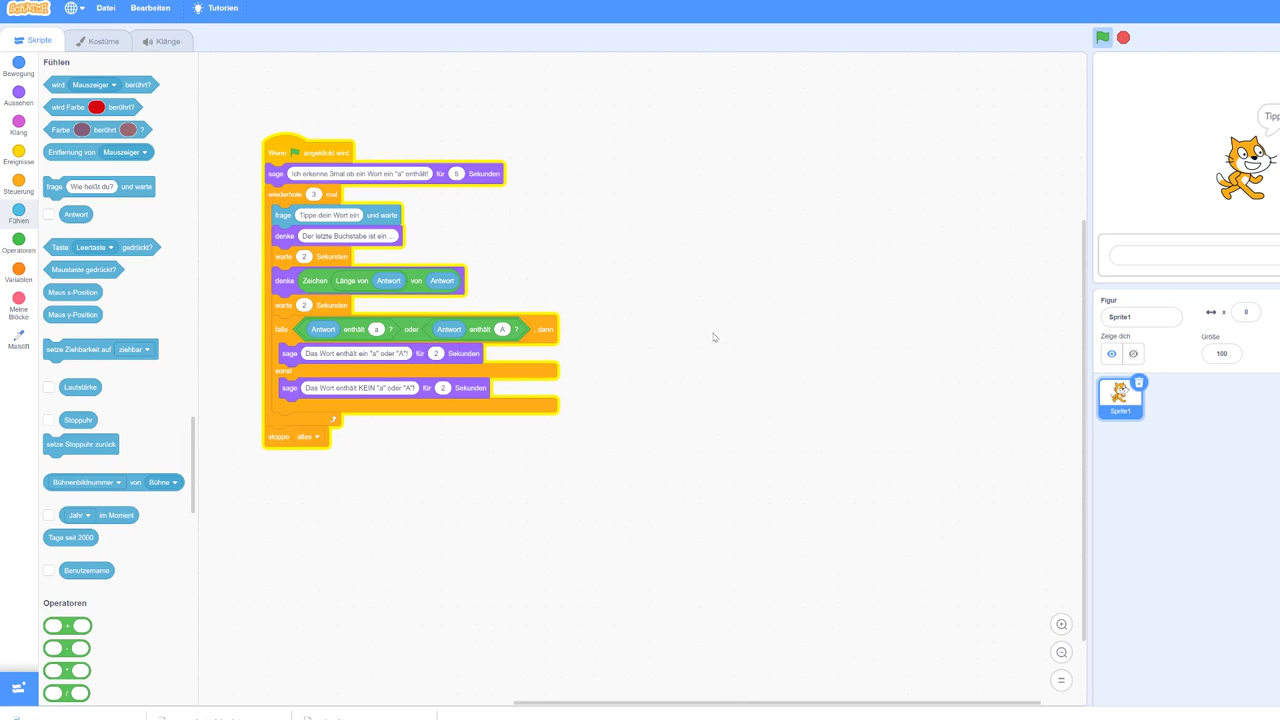 SCRATCH
Datei Bearbeiten Tutorien
Skripte Kostüme Klänge
Bewegung
Aussehen
Klang
Ereignisse
Steuerung
Fühlen
Operatoren
Variablen
Meine
Blöcke
Malstift
Fühlen
wird Mauszeiger berührt?
wird Farbe berührt?
Farbe berührt ?
Entfernung von Mauszeiger
frage Wie heißt du? und warte
Antwort
Taste Leertaste gedrückt?
Maustaste gedrückt?
Maus x-Position
Maus y-Position
setze Ziehbarkeit auf ziehbar
Lautstärke
Stoppuhr
setze Stoppuhr zurück
Bühnenbildnummer von Bühne
Jahr im Moment
Tage seit 2000
Benutzername
Operatoren
+
-
*
/
Wenn angeklickt wird
sage Ich erkenne 3mal ob ein Wort ein "a" enthält! für 5 Sekunden
wiederhole 3 mal
frage Tippe dein Wort ein und warte
denke Der letzte Buchstabe ist ein ...
warte 2 Sekunden
denke Zeichen Länge von Antwort von Antwort
warte 2 Sekunden
falls Antwort enthält a ? oder Antwort enthält A ? , dann
sage Das Wort enthält ein "a" oder "A"! für 2 Sekunden
sonst
sage Das Wort enthält KEIN "a" oder "A"! für 2 Sekunden
stoppe alles
Tipp
Figur
Sprite1
x 0
Zeige dich
Größe
100
Sprite1